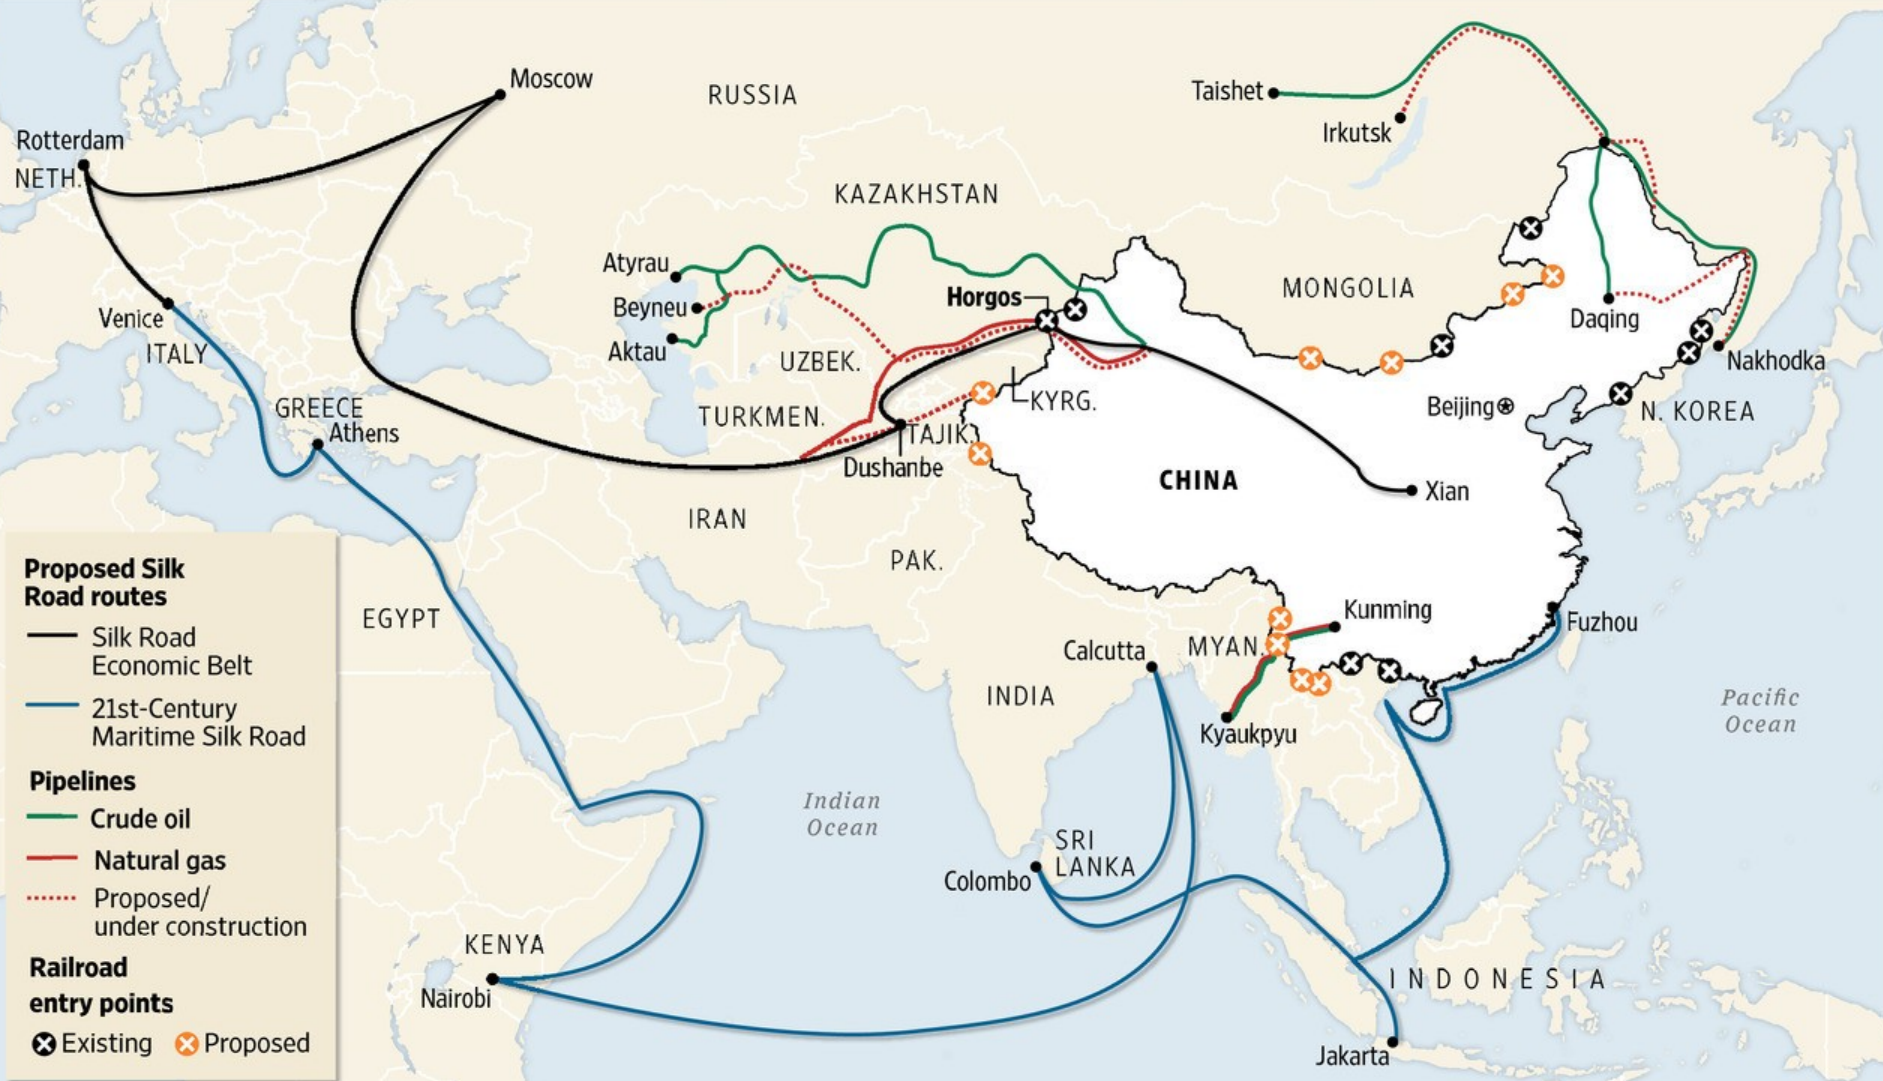 Moscow
RUSSIA
Taishet
Irkutsk
Rotterdam
NETH.
KAZAKHSTAN
Atyrau
Beyneu
Horgos
MONGOLIA
Venice
Aktau
Daqing
ITALY
UZBEK.
Nakhodka
GREECE
Athens
TURKMEN.
KYRG.
Beijing
N. KOREA
TAJIK.
Dushanbe
CHINA
Xian
IRAN
PAK.
Proposed Silk
Road routes
Silk Road
Economic Belt
21st-Century
Maritime Silk Road
Pipelines
Crude oil
Natural gas
Proposed/
under construction
Railroad
entry points
Existing
Proposed
EGYPT
Kunming
Fuzhou
Calcutta
MYAN.
INDIA
Kyaukpyu
Pacific
Ocean
Indian
Ocean
SRI
LANKA
Colombo
KENYA
Nairobi
INDONESIA
Jakarta